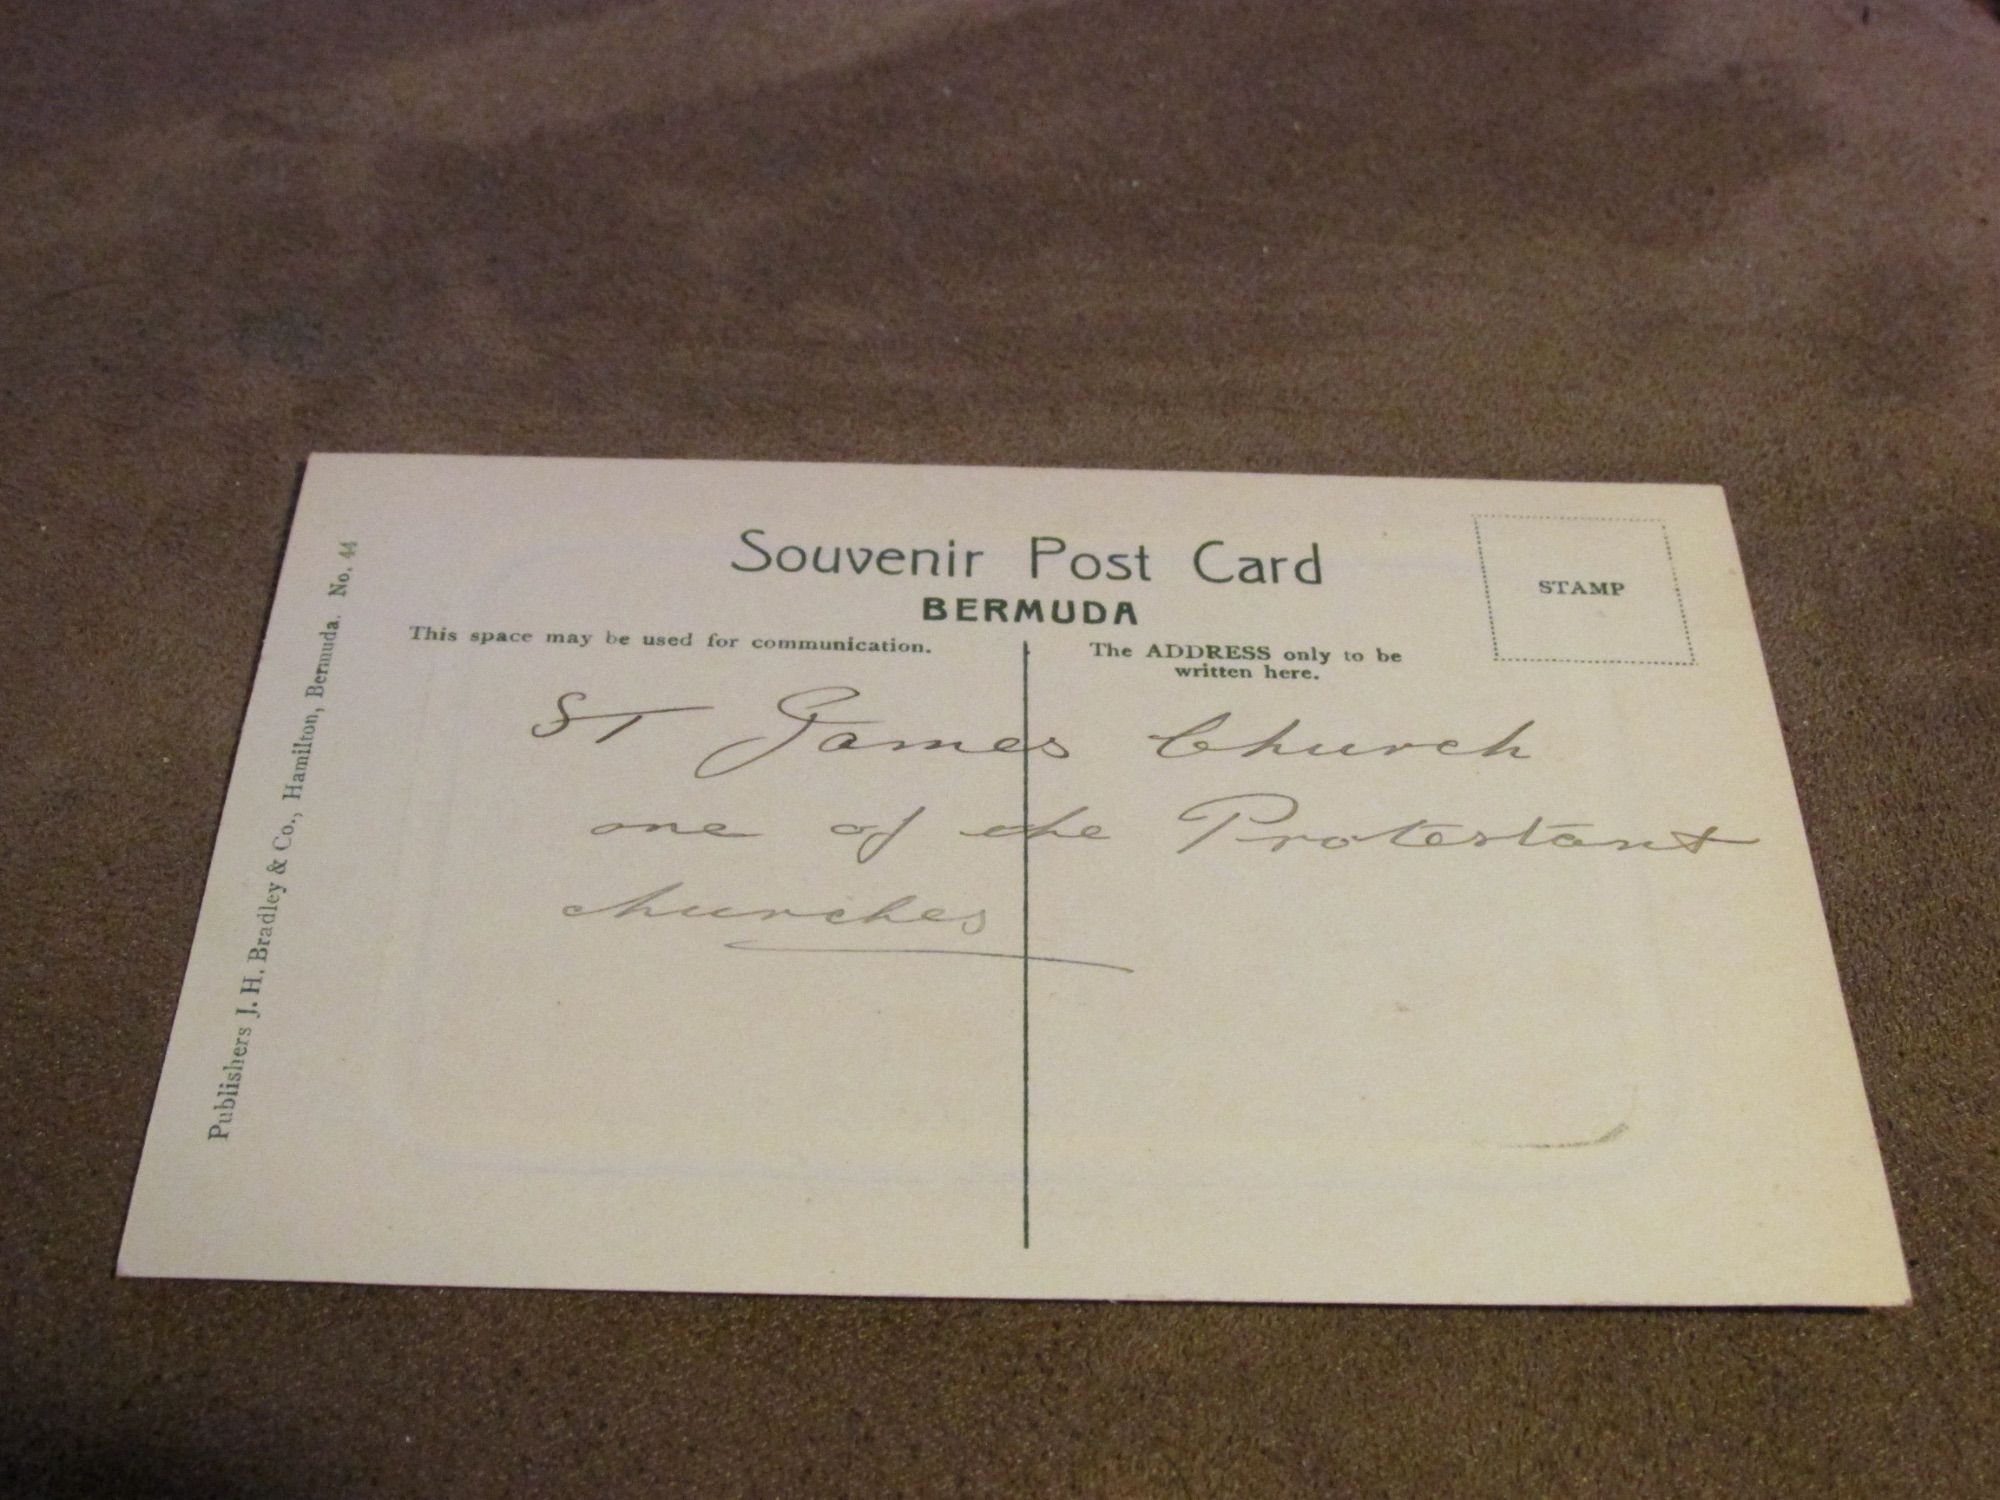 Souvenir Post Card
BERMUDA
STAMP
This space may be used for communication.
The ADDRESS only to be
written here.
ST James Church
one of the Protestant
churches
Publishers J. H. Bradley & Co., Hamilton, Bermuda. No. 44